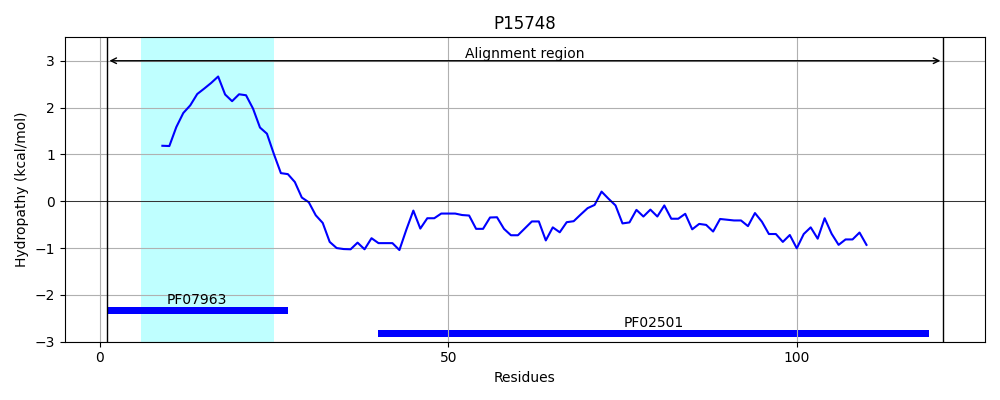 P15748
Alignment region
Hydropathy (kcal/mol)
3
2
1
0
−1
−2
−3
PF07963
PF02501
0
50
100
Residues